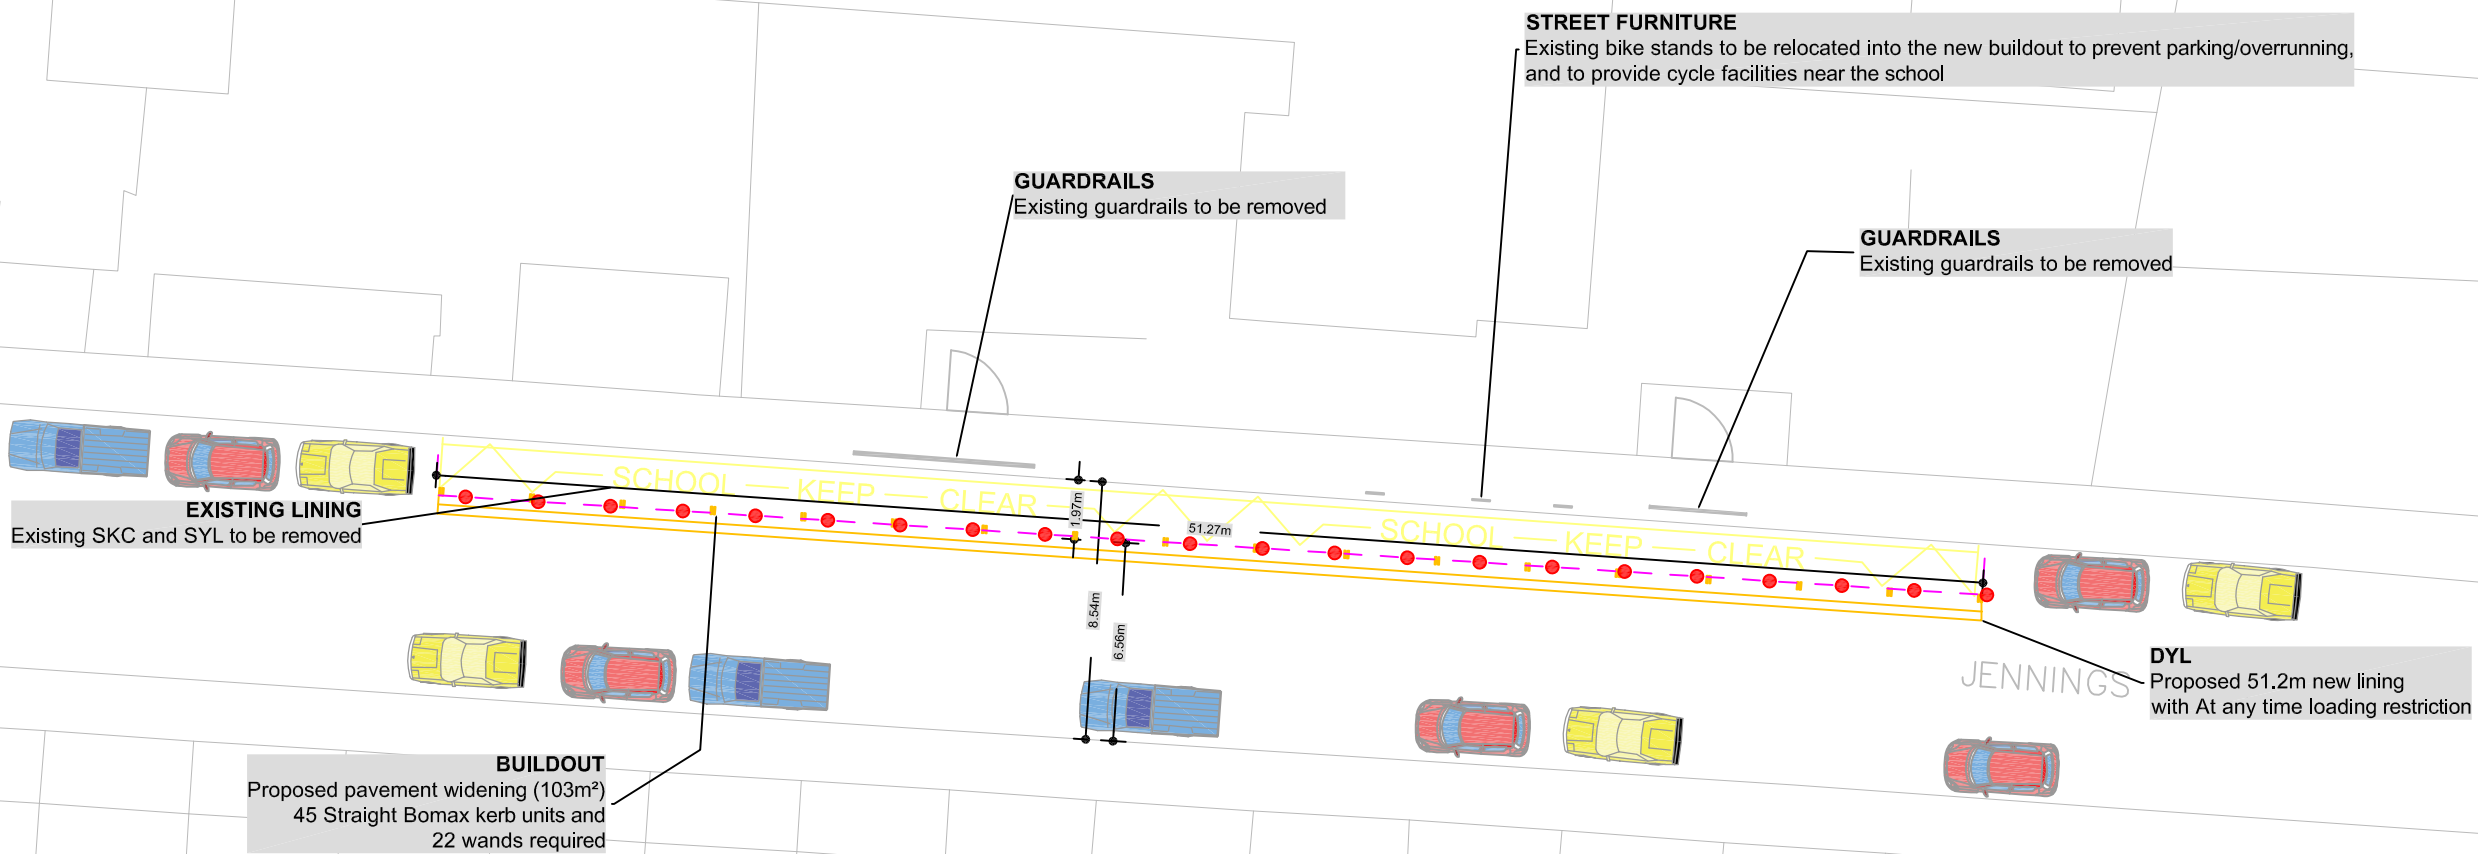 STREET FURNITURE
Existing bike stands to be relocated into the new buildout to prevent parking/overrunning,
and to provide cycle facilities near the school
GUARDRAILS
Existing guardrails to be removed
GUARDRAILS
Existing guardrails to be removed
SCHOOL KEEP CLEAR
SCHOOL KEEP CLEAR
EXISTING LINING
Existing SKC and SYL to be removed
1.97m
51.27m
8.54m
6.56m
JENNINGS
DYL
Proposed 51.2m new lining
with At any time loading restriction
BUILDOUT
Proposed pavement widening (103m²)
45 Straight Bomax kerb units and
22 wands required